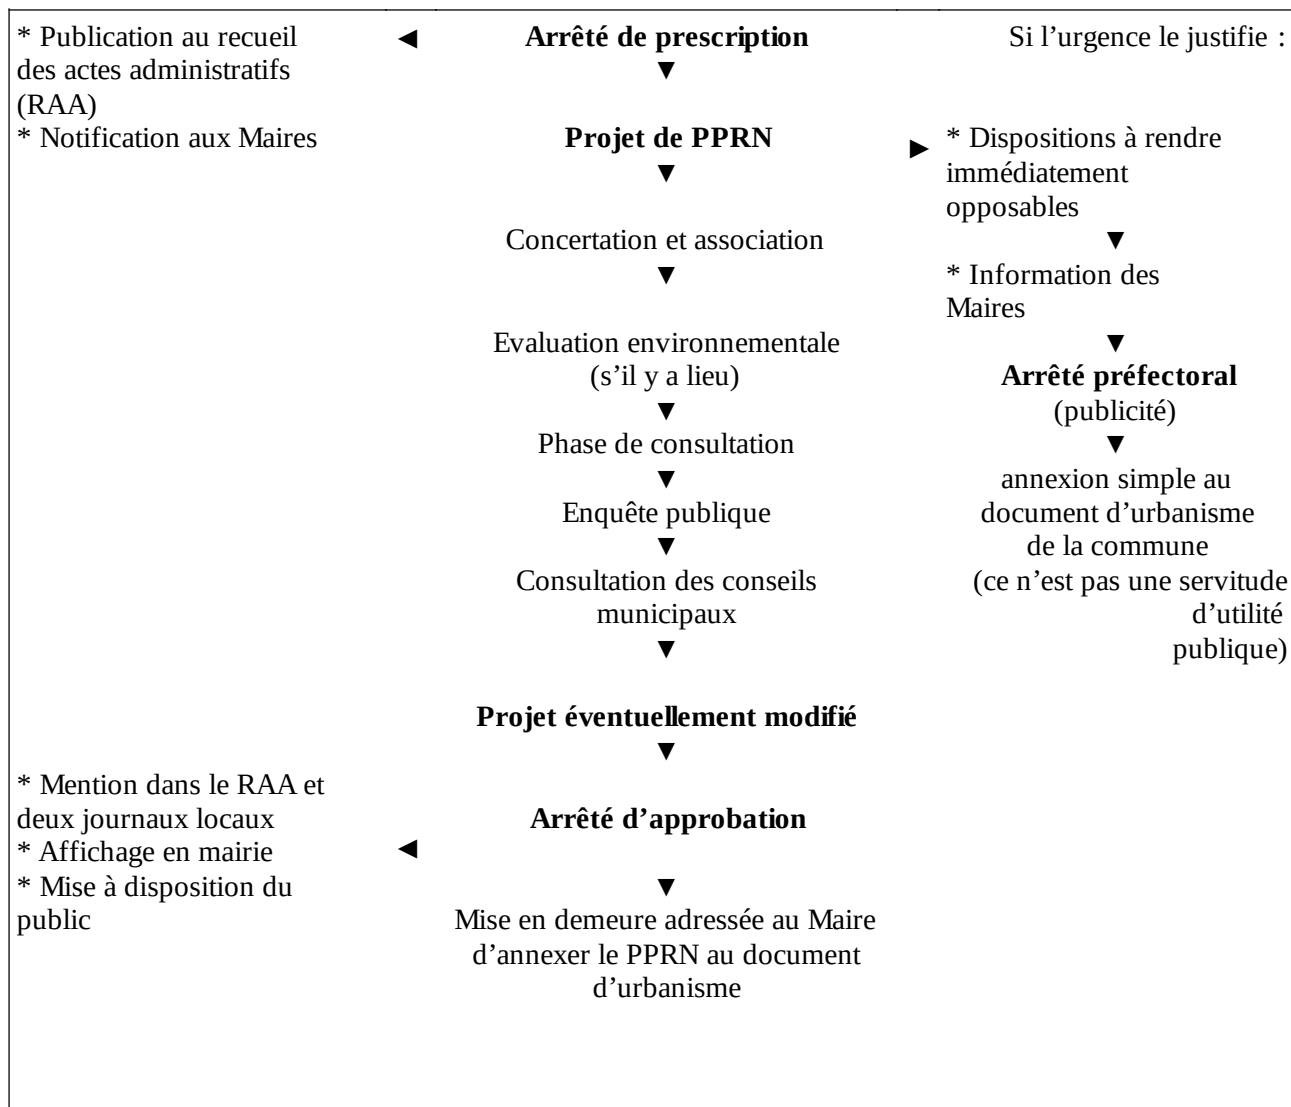 * Publication au recueil
des actes administratifs
(RAA)
* Notification aux Maires
◄
Arrêté de prescription
▼
Projet de PPRN
▼
Concertation et association
▼
Evaluation environnementale
(s’il y a lieu)
▼
Phase de consultation
▼
Enquête publique
▼
Consultation des conseils
municipaux
▼
Projet éventuellement modifié
▼
Arrêté d’approbation
▼
Mise en demeure adressée au Maire
d’annexer le PPRN au document
d’urbanisme
Si l’urgence le justifie :
►
* Dispositions à rendre
immédiatement
opposables
▼
* Information des
Maires
▼
Arrêté préfectoral
(publicité)
▼
annexion simple au
document d’urbanisme
de la commune
(ce n’est pas une servitude
d’utilité
publique)
* Mention dans le RAA et
deux journaux locaux
* Affichage en mairie
* Mise à disposition du
public
◄